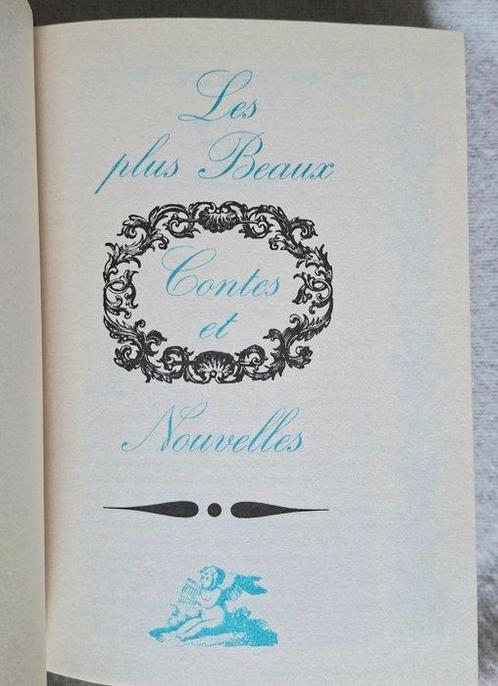 Les
plus Beaux
Contes
et
Nouvelles